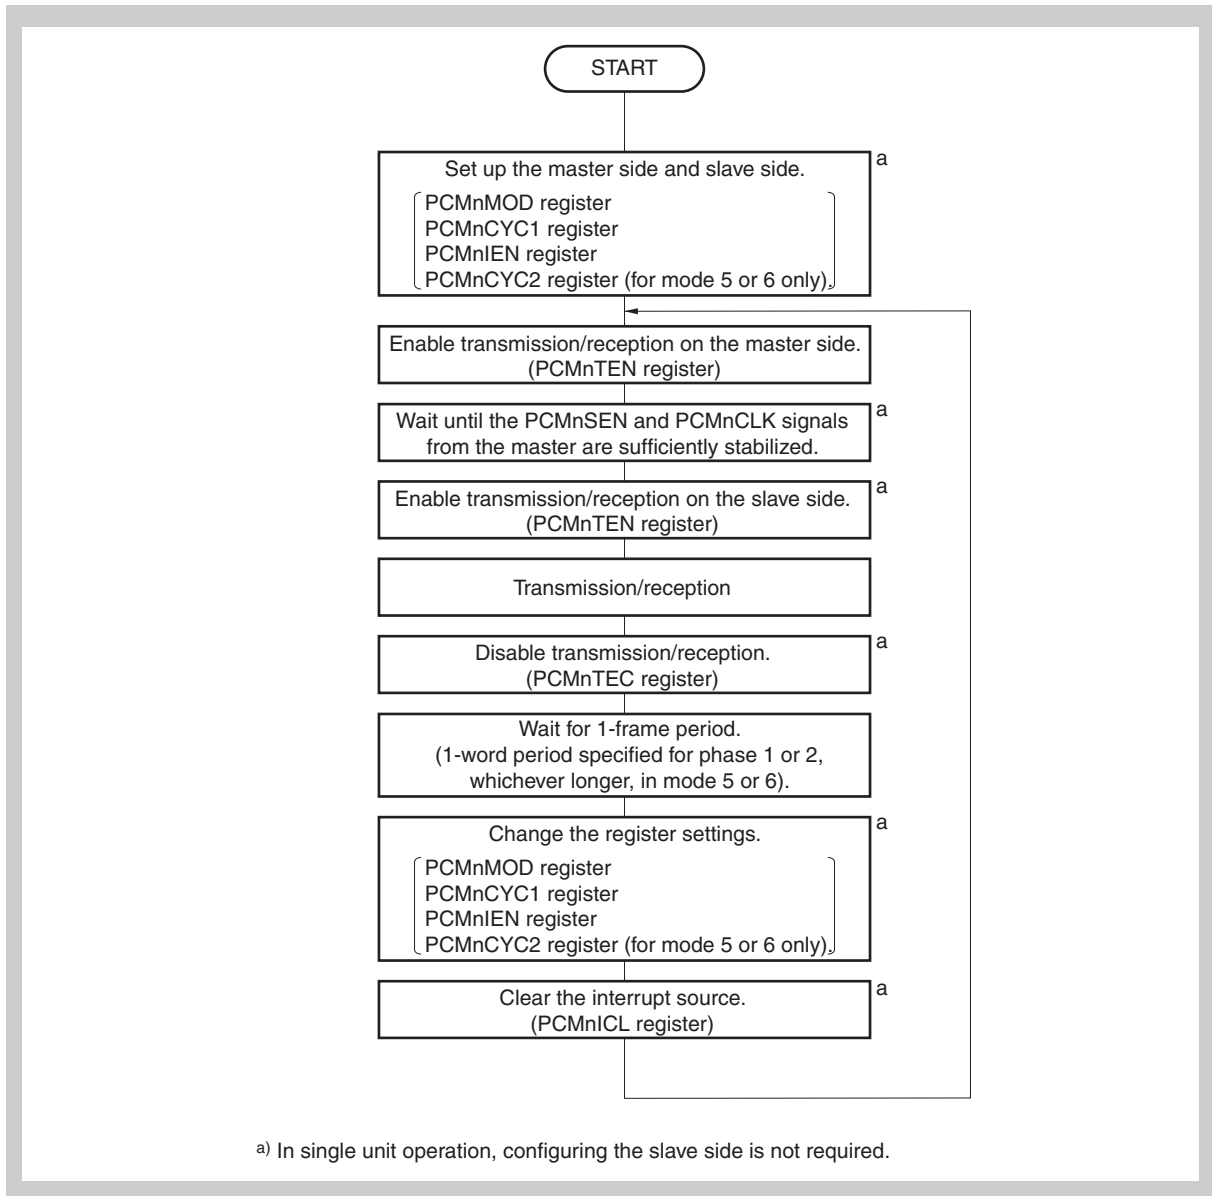 START
Set up the master side and slave side.
a
PCMnMOD register
PCMnCYC1 register
PCMnIEN register
PCMnCYC2 register (for mode 5 or 6 only).
Enable transmission/reception on the master side.
(PCMnTEN register)
Wait until the PCMnSEN and PCMnCLK signals
a
from the master are sufficiently stabilized.
Enable transmission/reception on the slave side.
a
(PCMnTEN register)
Transmission/reception
Disable transmission/reception.
a
(PCMnTEC register)
Wait for 1-frame period.
(1-word period specified for phase 1 or 2,
whichever longer, in mode 5 or 6).
Change the register settings.
a
PCMnMOD register
PCMnCYC1 register
PCMnIEN register
PCMnCYC2 register (for mode 5 or 6 only).
Clear the interrupt source.
a
(PCMnICL register)
a) In single unit operation, configuring the slave side is not required.